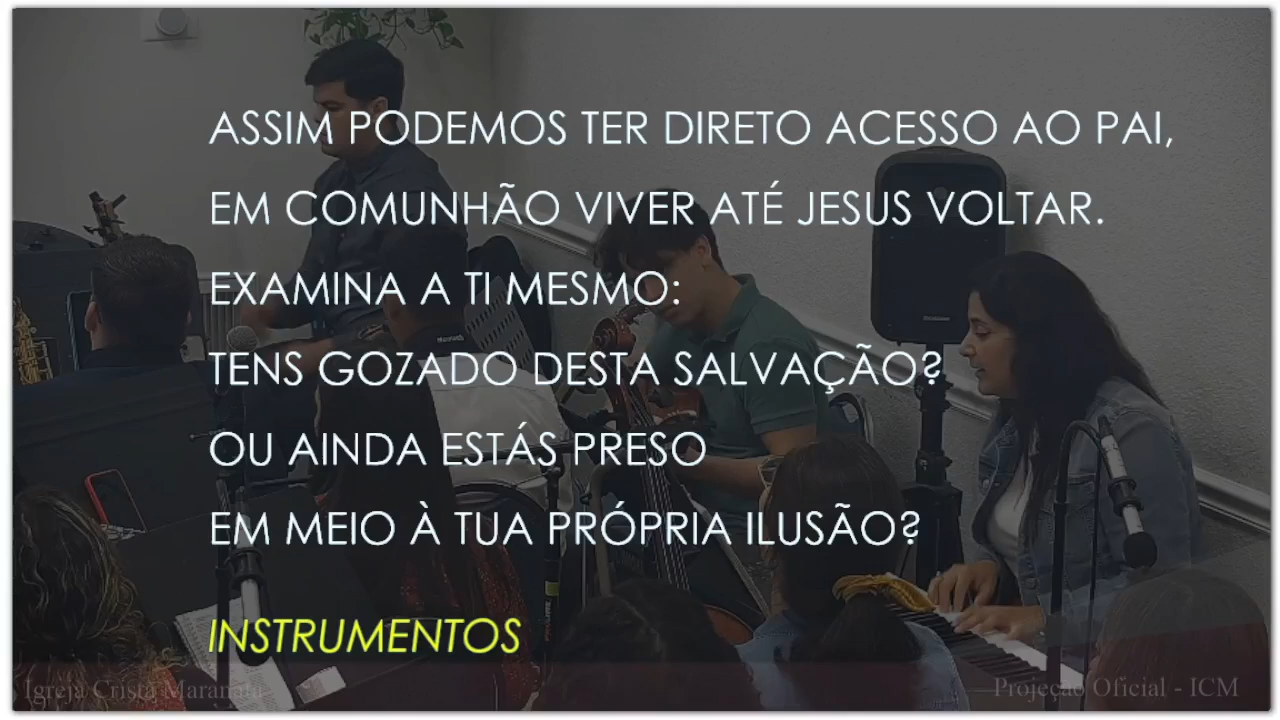 ASSIM PODEMOS TER DIRETO ACESSO AO PAI,
EM COMUNHÃO VIVER ATÉ JESUS VOLTAR.
EXAMINA A TI MESMO:
TENS GOZADO DESTA SALVAÇÃO?
OU AINDA ESTÁS PRESO
EM MEIO À TUA PRÓPRIA ILUSÃO?
INSTRUMENTOS
Igreja Cristã Maranata
Projeção Oficial - ICM